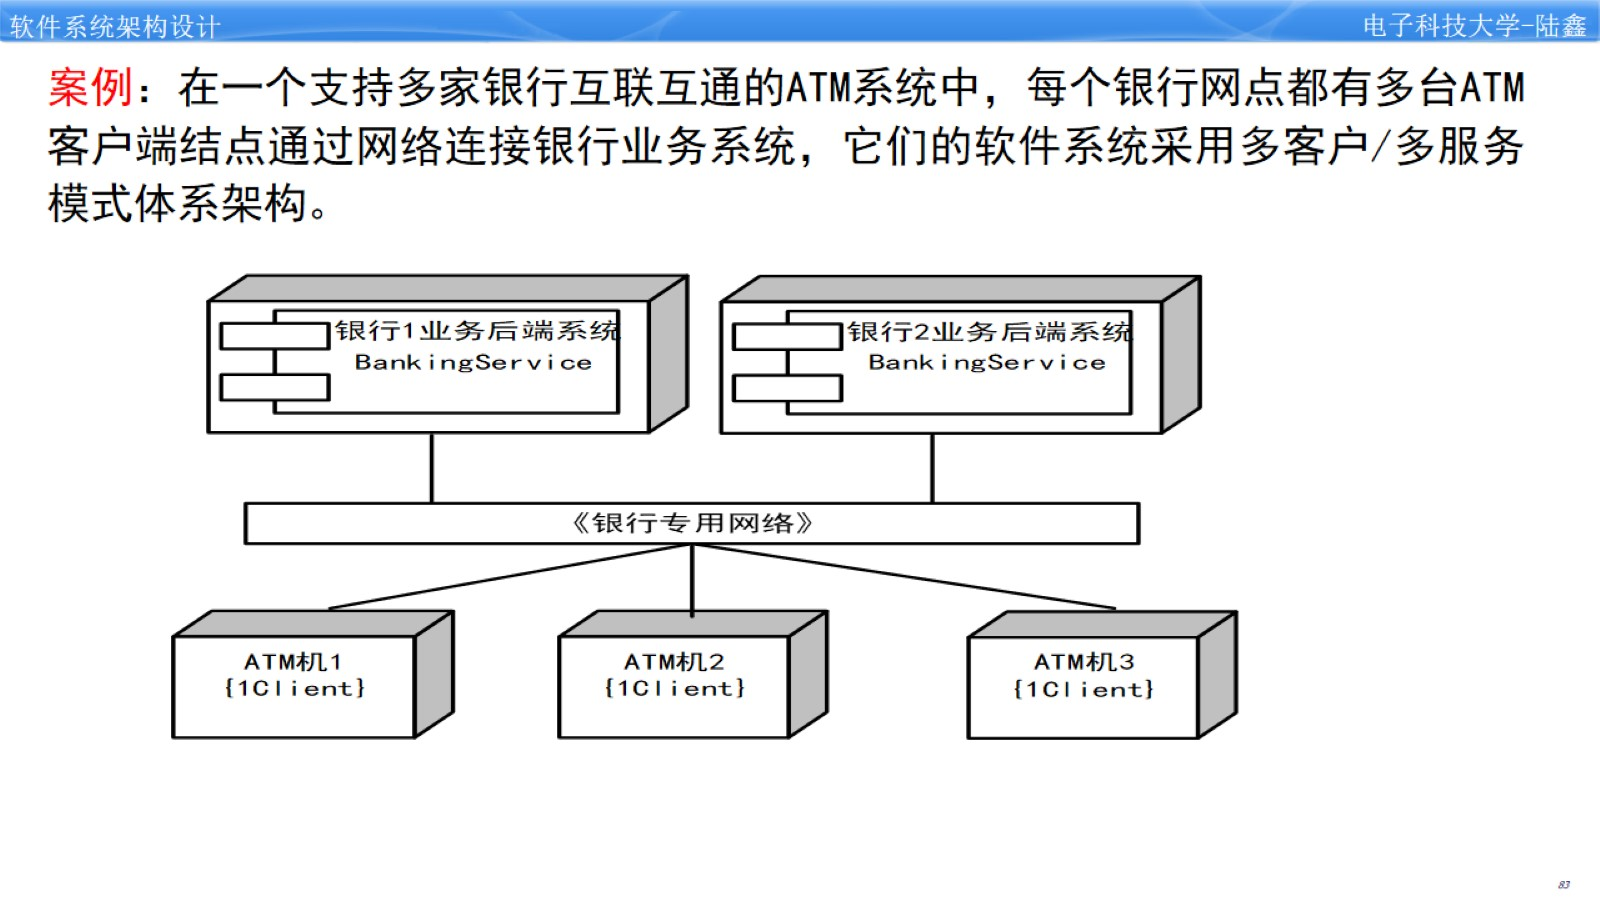 软件系统架构设计
电子科技大学-陆鑫
案例：在一个支持多家银行互联互通的ATM系统中，每个银行网点都有多台ATM
客户端结点通过网络连接银行业务系统，它们的软件系统采用多客户/多服务
模式体系架构。
银行1业务后端系统
BankingService
银行2业务后端系统
BankingService
《银行专用网络》
ATM机1
{1Client}
ATM机2
{1Client}
ATM机3
{1Client}
83